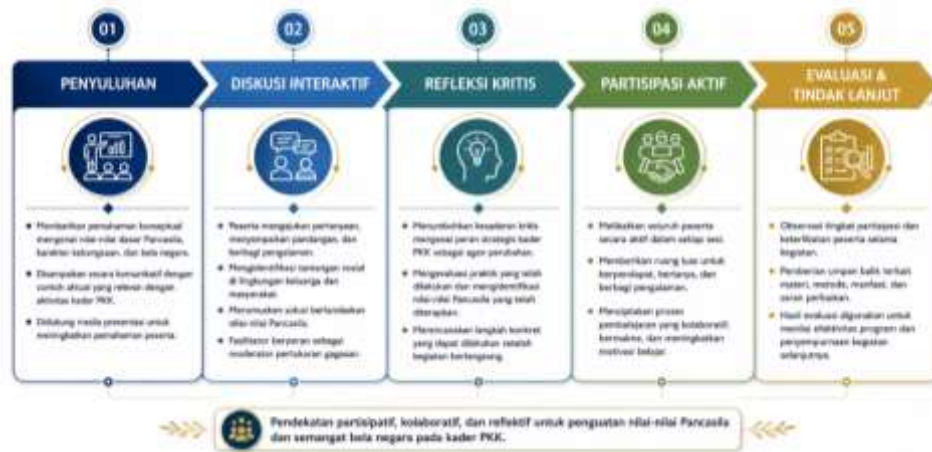 01
PENYULUHAN
Memberikan pemahaman konseptual
mengenai nilai-nilai dasar Pancasila,
karakter kebangsaan, dan bela negara.
Disampaikan secara komunikatif dengan
contoh aktual yang relevan dengan
aktivitas kader PKK.
Didukung media presentasi untuk
meningkatkan pemahaman peserta.
02
DISKUSI INTERAKTIF
Peserta mengajukan pertanyaan,
menyampaikan pandangan, dan
berbagi pengalaman.
Mengidentifikasi tantangan sosial
di lingkungan keluarga dan
masyarakat.
Merumuskan solusi berlandaskan
nilai-nilai Pancasila.
Fasilitator berperan sebagai
moderator pertukaran gagasan.
03
REFLEKSI KRITIS
Menumbuhkan kesadaran kritis
mengenai peran strategis kader
PKK sebagai agen perubahan.
Mengevaluasi praktik yang telah
dilakukan dan mengidentifikasi
nilai-nilai Pancasila yang telah
diterapkan.
Merencanakan langkah konkret
yang dapat dilakukan setelah
kegiatan berlangsung.
04
PARTISIPASI AKTIF
Melibatkan seluruh peserta
secara aktif dalam setiap sesi.
Memberikan ruang luas untuk
berpendapat, bertanya, dan
berbagi pengalaman.
Menciptakan proses
pembelajaran yang kolaboratif,
bermakna, dan meningkatkan
motivasi belajar.
05
EVALUASI &
TINDAK LANJUT
Observasi tingkat partisipasi dan
keterlibatan peserta selama
kegiatan.
Pemberian umpan balik terkait
materi, metode, manfaat, dan
saran perbaikan.
Hasil evaluasi digunakan untuk
menilai efektivitas program dan
penyempurnaan kegiatan
selanjutnya.
Pendekatan partisipatif, kolaboratif, dan reflektif untuk penguatan nilai-nilai Pancasila
dan semangat bela negara pada kader PKK.